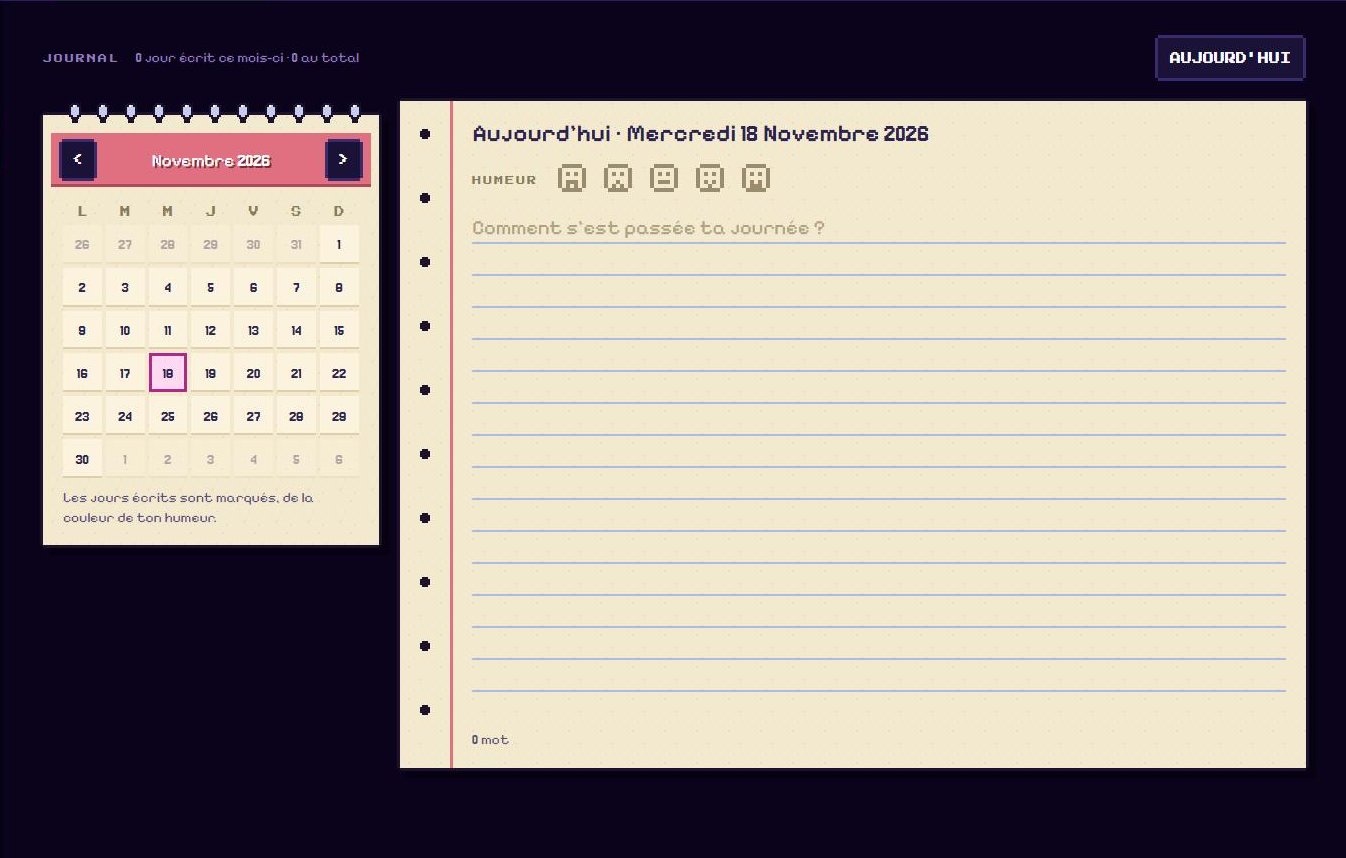 JOURNAL 0 jour écrit ce mois-ci · 0 au total
AUJOURD'HUI
< Novembre 2026 >
L M M J V S D
26 27 28 29 30 31 1
2 3 4 5 6 7 8
9 10 11 12 13 14 15
16 17 18 19 20 21 22
23 24 25 26 27 28 29
30 1 2 3 4 5 6
Les jours écrits sont marqués, de la
couleur de ton humeur.
Aujourd'hui · Mercredi 18 Novembre 2026
HUMEUR
Comment s'est passée ta journée ?
0 mot